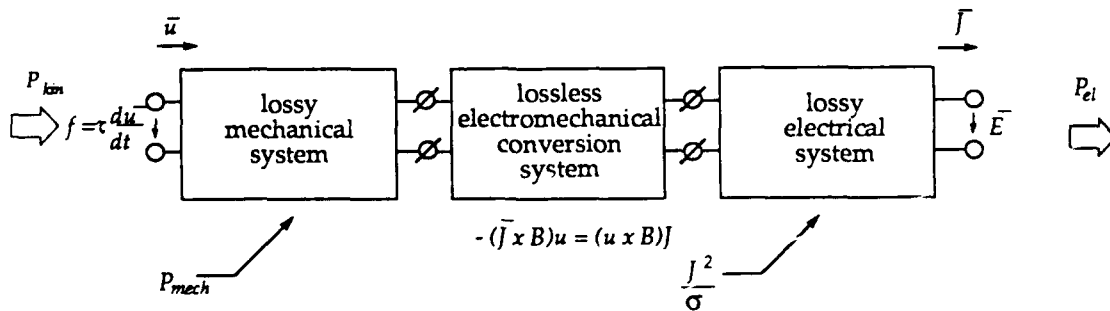 ū
J̄
P_kin
f = τ du/dt
lossy
mechanical
system
lossless
electromechanical
conversion
system
lossy
electrical
system
Ē
P_el
- (J̄ x B)u = (u x B)J
P_mech
J²/σ